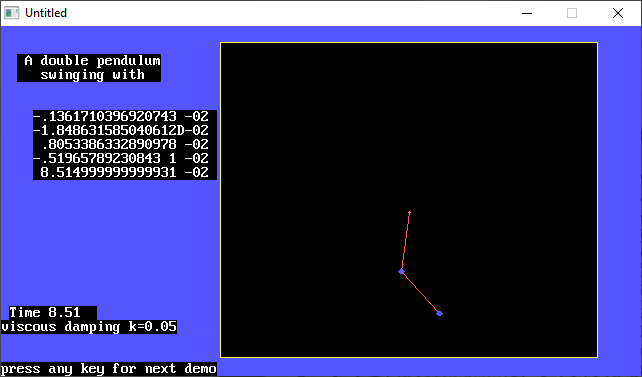 Untitled
A double pendulum
swinging with
-.1361710396920743 -02
-1.848631585040612D-02
.8053386332890978 -02
-.51965789230843 1 -02
8.514999999999931 -02
Time 8.51
viscous damping k=0.05
press any key for next demo